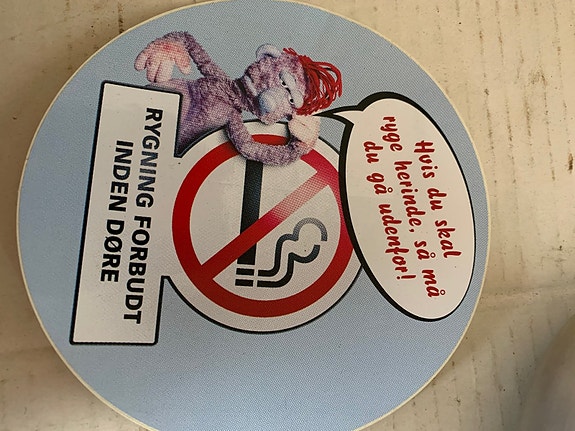 Hvis du skal
ryge herinde, så må
du gå udenfor!
RYGNING FORBUDT
INDEN DØRE